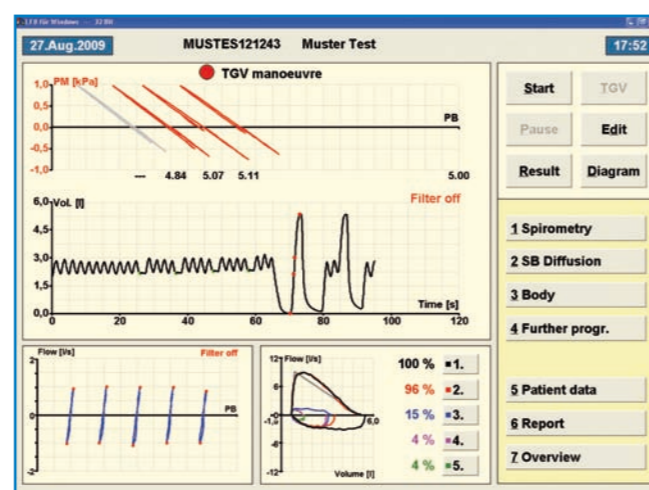 LFB für Windows --- 32 Bit
27.Aug.2009 MUSTES121243 Muster Test 17:52
TGV manoeuvre
PM [kPa]
1,0
0,5
0,0
-0,5
-1,0
PB
--- 4.84 5.07 5.11 5.00
Filter off
Vol. [l]
6,0
4,5
3,0
1,5
0,0
Time [s]
20 40 60 80 100 120
Flow [l/s] Filter off
2
0
-2
PB
Flow [l/s]
12
6
-1,5 6,0
-6
-12
Volume [l]
100 % 1.
96 % 2.
15 % 3.
4 % 4.
4 % 5.
Start TGV
Pause Edit
Result Diagram
1 Spirometry
2 SB Diffusion
3 Body
4 Further progr.
5 Patient data
6 Report
7 Overview